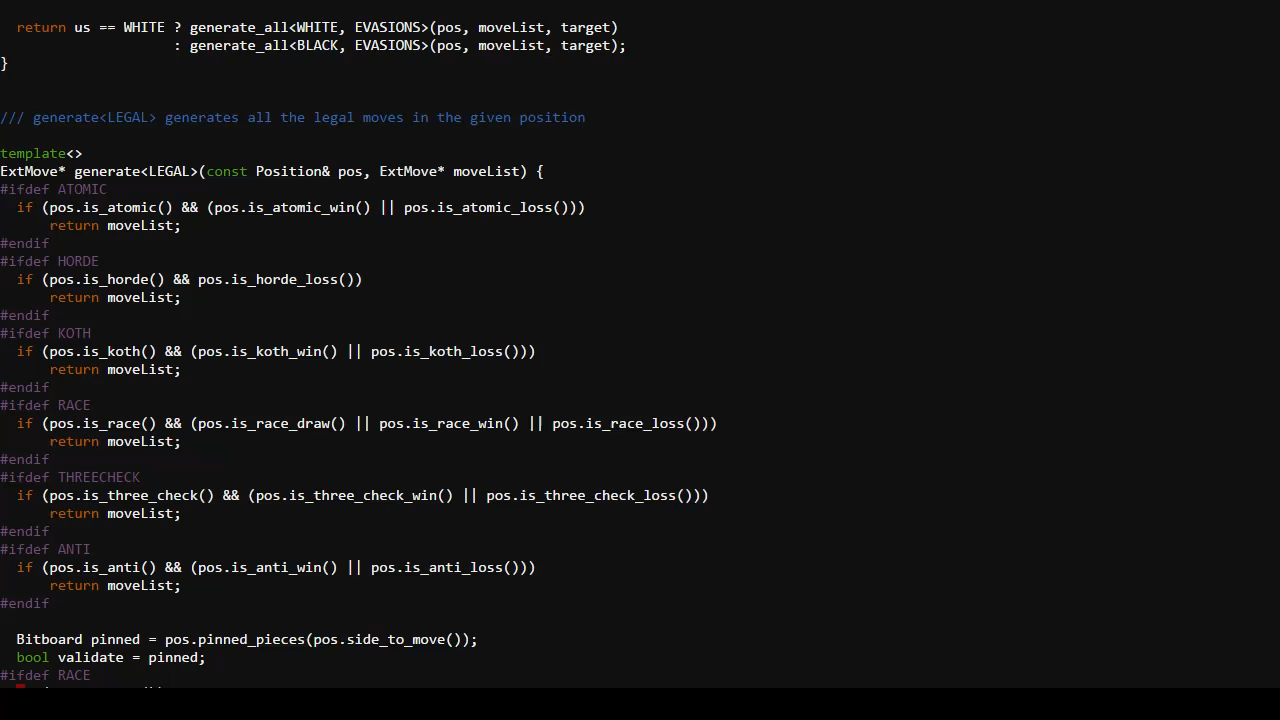 return us == WHITE ? generate_all<WHITE, EVASIONS>(pos, moveList, target)
: generate_all<BLACK, EVASIONS>(pos, moveList, target);
}
/// generate<LEGAL> generates all the legal moves in the given position
template<>
ExtMove* generate<LEGAL>(const Position& pos, ExtMove* moveList) {
#ifdef ATOMIC
if (pos.is_atomic() && (pos.is_atomic_win() || pos.is_atomic_loss()))
return moveList;
#endif
#ifdef HORDE
if (pos.is_horde() && pos.is_horde_loss())
return moveList;
#endif
#ifdef KOTH
if (pos.is_koth() && (pos.is_koth_win() || pos.is_koth_loss()))
return moveList;
#endif
#ifdef RACE
if (pos.is_race() && (pos.is_race_draw() || pos.is_race_win() || pos.is_race_loss()))
return moveList;
#endif
#ifdef THREECHECK
if (pos.is_three_check() && (pos.is_three_check_win() || pos.is_three_check_loss()))
return moveList;
#endif
#ifdef ANTI
if (pos.is_anti() && (pos.is_anti_win() || pos.is_anti_loss()))
return moveList;
#endif
Bitboard pinned = pos.pinned_pieces(pos.side_to_move());
bool validate = pinned;
#ifdef RACE